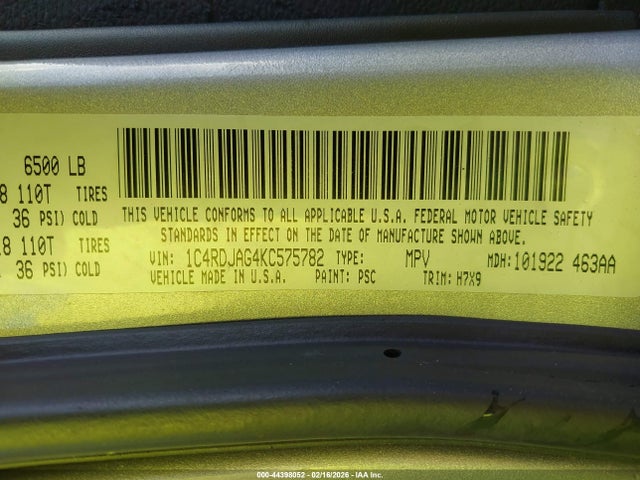 6500 LB
8 110T TIRES
36 PSI) COLD
18 110T TIRES
36 PSI) COLD
THIS VEHICLE CONFORMS TO ALL APPLICABLE U.S.A. FEDERAL MOTOR VEHICLE SAFETY
STANDARDS IN EFFECT ON THE DATE OF MANUFACTURE SHOWN ABOVE.
VIN: 1C4RDJAG4KC575782 TYPE: MPV MDH: 101922 463AA
VEHICLE MADE IN U.S.A. PAINT: PSC TRIM: H7X9
000-44398052 - 02/16/2026 - IAA Inc.